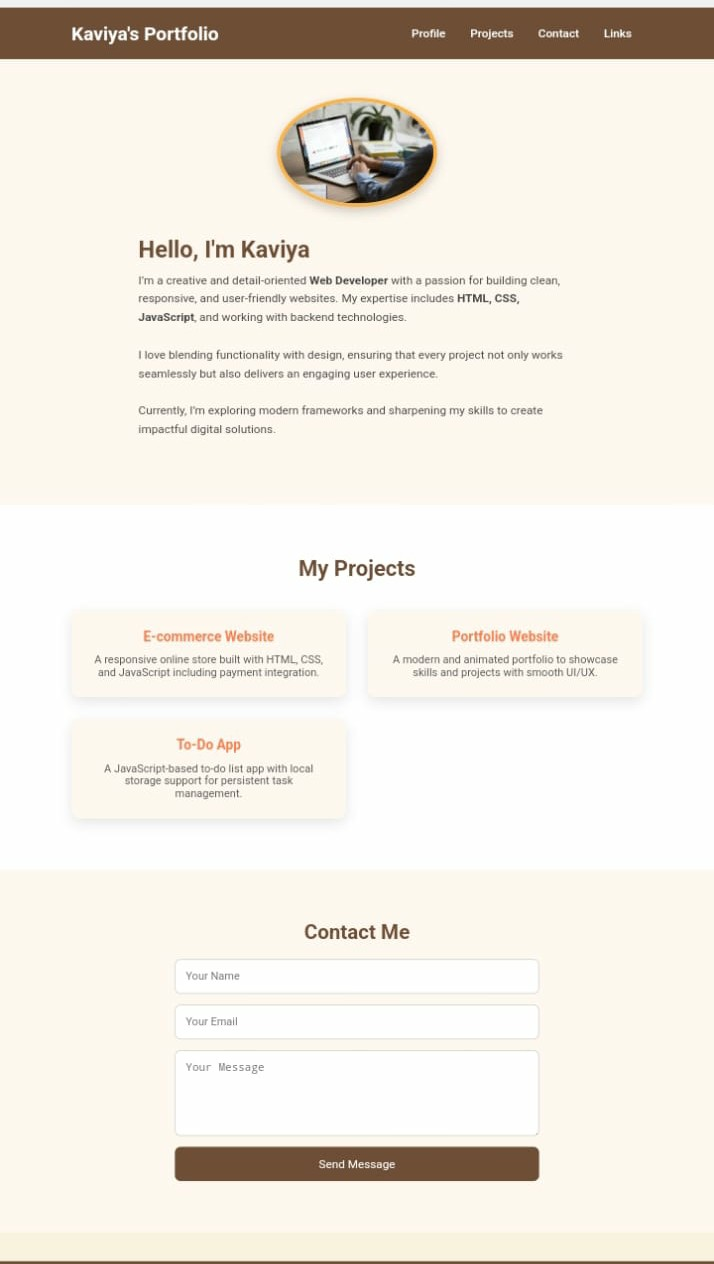 Kaviya's Portfolio
Profile
Projects
Contact
Links
Hello, I'm Kaviya
I'm a creative and detail-oriented Web Developer with a passion for building clean,
responsive, and user-friendly websites. My expertise includes HTML, CSS,
JavaScript, and working with backend technologies.
I love blending functionality with design, ensuring that every project not only works
seamlessly but also delivers an engaging user experience.
Currently, I'm exploring modern frameworks and sharpening my skills to create
impactful digital solutions.
My Projects
E-commerce Website
A responsive online store built with HTML, CSS,
and JavaScript including payment integration.
Portfolio Website
A modern and animated portfolio to showcase
skills and projects with smooth UI/UX.
To-Do App
A JavaScript-based to-do list app with local
storage support for persistent task
management.
Contact Me
Your Name
Your Email
Your Message
Send Message